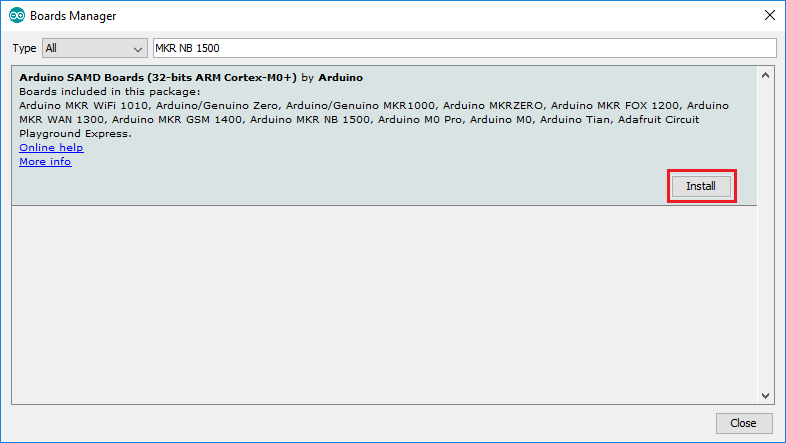 Boards Manager
Type All MKR NB 1500
Arduino SAMD Boards (32-bits ARM Cortex-M0+) by Arduino
Boards included in this package:
Arduino MKR WiFi 1010, Arduino/Genuino Zero, Arduino/Genuino MKR1000, Arduino MKRZERO, Arduino MKR FOX 1200, Arduino
MKR WAN 1300, Arduino MKR GSM 1400, Arduino MKR NB 1500, Arduino M0 Pro, Arduino M0, Arduino Tian, Adafruit Circuit
Playground Express.
Online help
More info
Install
Close